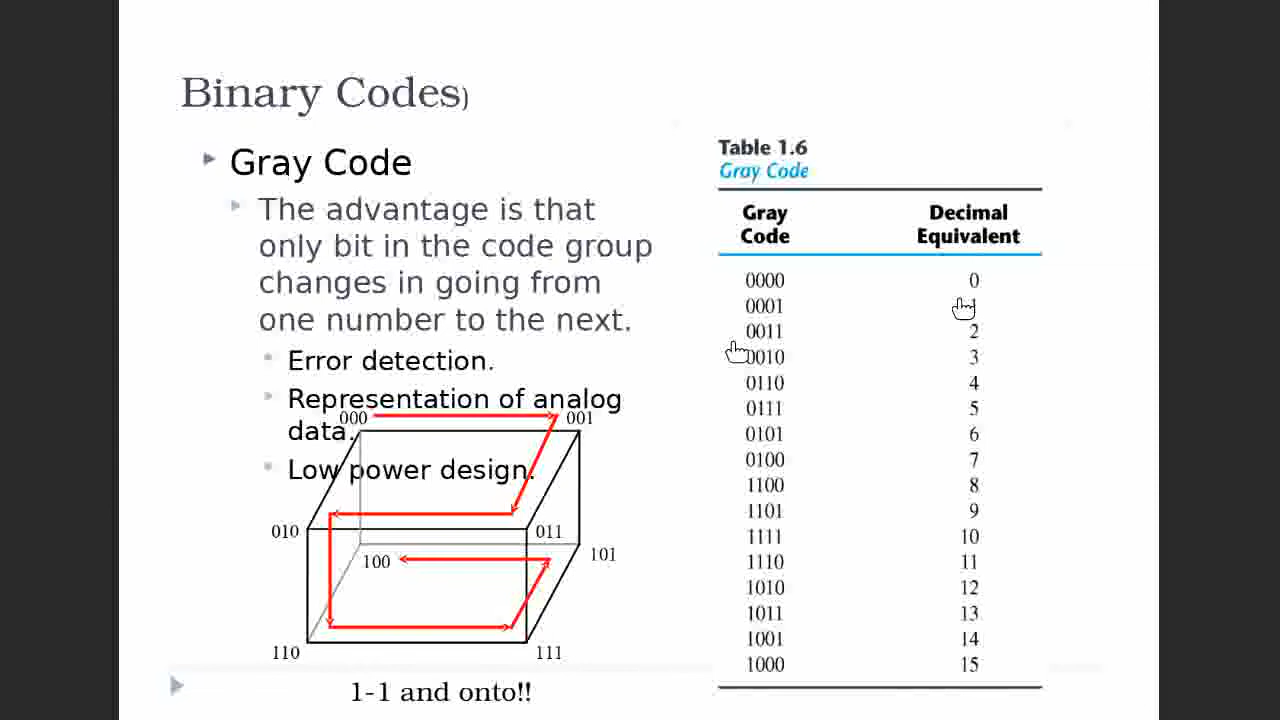 Binary Codes)
Gray Code
The advantage is that
only bit in the code group
changes in going from
one number to the next.
Error detection.
Representation of analog
data.
Low power design.
000
001
010
011
100
101
110
111
1-1 and onto!!
Table 1.6
Gray Code
Gray Decimal
Code Equivalent
0000 0
0001
0011 2
0010 3
0110 4
0111 5
0101 6
0100 7
1100 8
1101 9
1111 10
1110 11
1010 12
1011 13
1001 14
1000 15